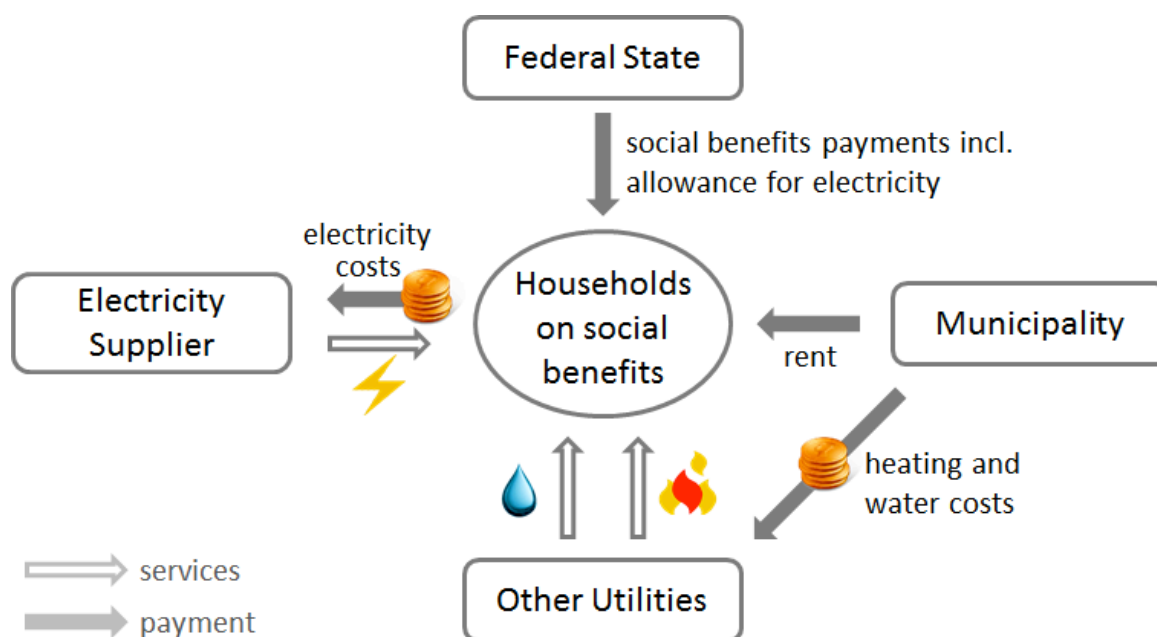 Federal State
social benefits payments incl.
allowance for electricity
electricity
costs
Electricity
Supplier
Households
on social
benefits
Municipality
rent
heating and
water costs
Other Utilities
services
payment